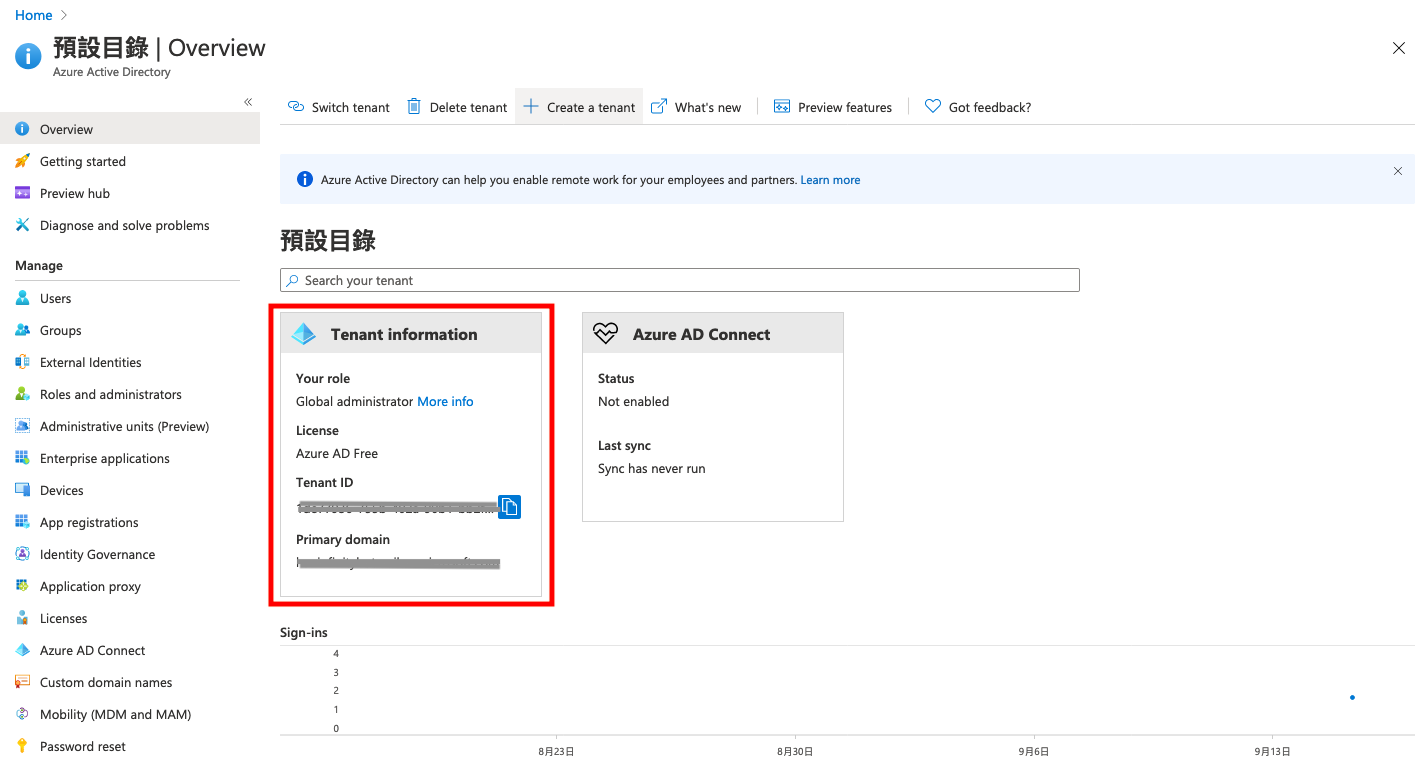 Home
預設目錄 | Overview
Azure Active Directory
Overview
Getting started
Preview hub
Diagnose and solve problems
Manage
Users
Groups
External Identities
Roles and administrators
Administrative units (Preview)
Enterprise applications
Devices
App registrations
Identity Governance
Application proxy
Licenses
Azure AD Connect
Custom domain names
Mobility (MDM and MAM)
Password reset
Switch tenant Delete tenant Create a tenant What's new Preview features Got feedback?
Azure Active Directory can help you enable remote work for your employees and partners. Learn more
預設目錄
Search your tenant
Tenant information
Your role
Global administrator More info
License
Azure AD Free
Tenant ID
Primary domain
Azure AD Connect
Status
Not enabled
Last sync
Sync has never run
Sign-ins
4
3
2
1
0
8月23日 8月30日 9月6日 9月13日